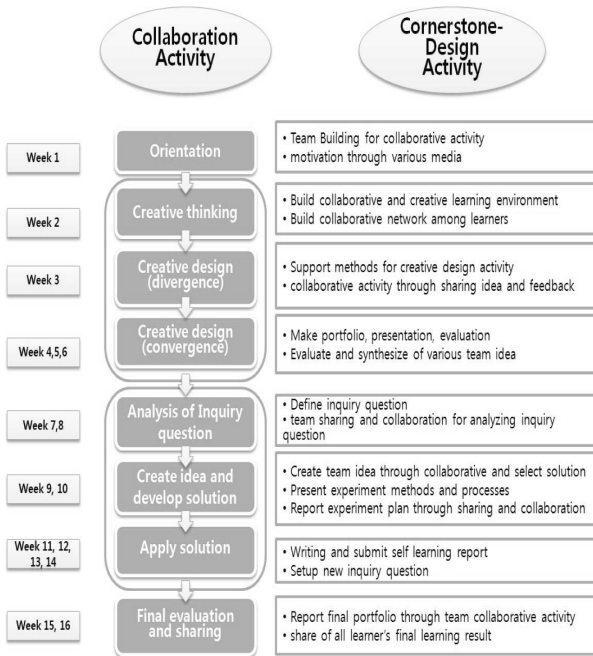 Collaboration
Activity
Cornerstone-
Design
Activity
Week 1
Orientation
• Team Building for collaborative activity
• motivation through various media
Week 2
Creative thinking
• Build collaborative and creative learning environment
• Build collaborative network among learners
Week 3
Creative design
(divergence)
• Support methods for creative design activity
• collaborative activity through sharing idea and feedback
Week 4,5,6
Creative design
(convergence)
• Make portfolio, presentation, evaluation
• Evaluate and synthesize of various team idea
Week 7,8
Analysis of Inquiry
question
• Define inquiry question
• team sharing and collaboration for analyzing inquiry
question
Week 9, 10
Create idea and
develop solution
• Create team idea through collaborative and select solution
• Present experiment methods and processes
• Report experiment plan through sharing and collaboration
Week 11, 12,
13, 14
Apply solution
• Writing and submit self learning report
• Setup new inquiry question
Week 15, 16
Final evaluation
and sharing
• Report final portfolio through team collaborative activity
• share of all learner's final learning result